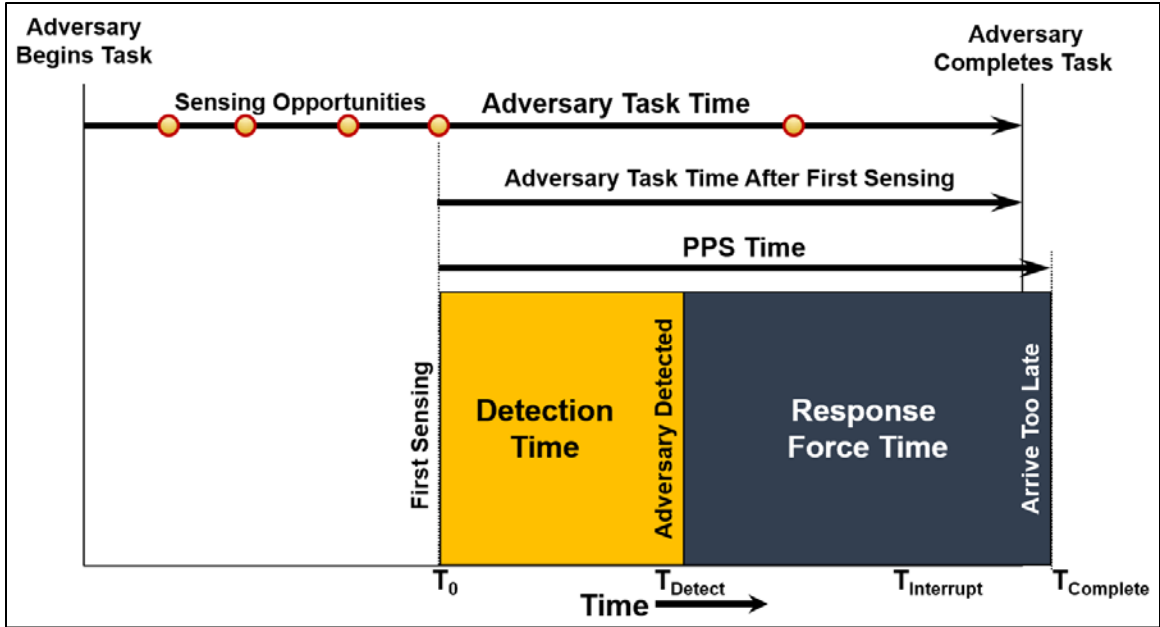 Adversary
Begins Task
Adversary
Completes Task
Sensing Opportunities
Adversary Task Time
Adversary Task Time After First Sensing
PPS Time
First Sensing
Detection
Time
Adversary Detected
Response
Force Time
Arrive Too Late
T0
TDetect
TInterrupt
TComplete
Time